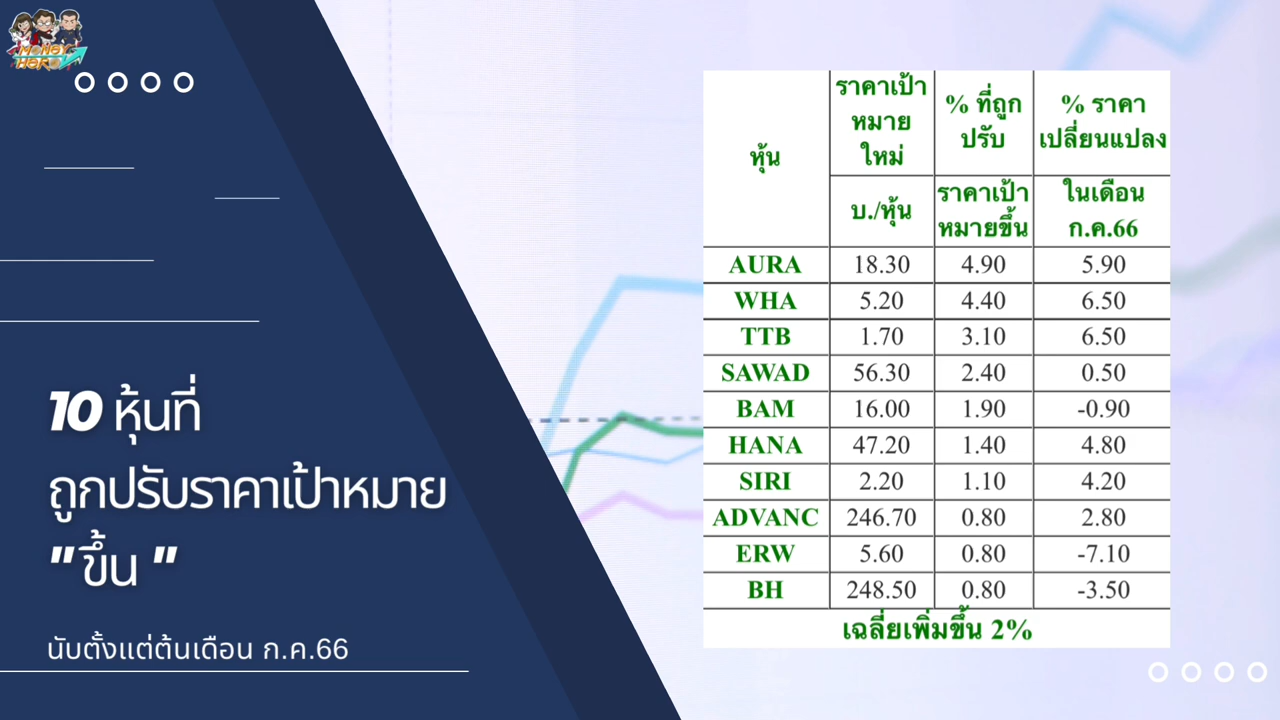 MONEY
HERO
10 หุ้นที่
ถูกปรับราคาเป้าหมาย
"ขึ้น "
นับตั้งแต่ต้นเดือน ก.ค.66
หุ้น
ราคาเป้า
หมาย
ใหม่
% ที่ถูก
ปรับ
% ราคา
เปลี่ยนแปลง
บ./หุ้น
ราคาเป้า
หมายขึ้น
ในเดือน
ก.ค.66
AURA 18.30 4.90 5.90
WHA 5.20 4.40 6.50
TTB 1.70 3.10 6.50
SAWAD 56.30 2.40 0.50
BAM 16.00 1.90 -0.90
HANA 47.20 1.40 4.80
SIRI 2.20 1.10 4.20
ADVANC 246.70 0.80 2.80
ERW 5.60 0.80 -7.10
BH 248.50 0.80 -3.50
เฉลี่ยเพิ่มขึ้น 2%